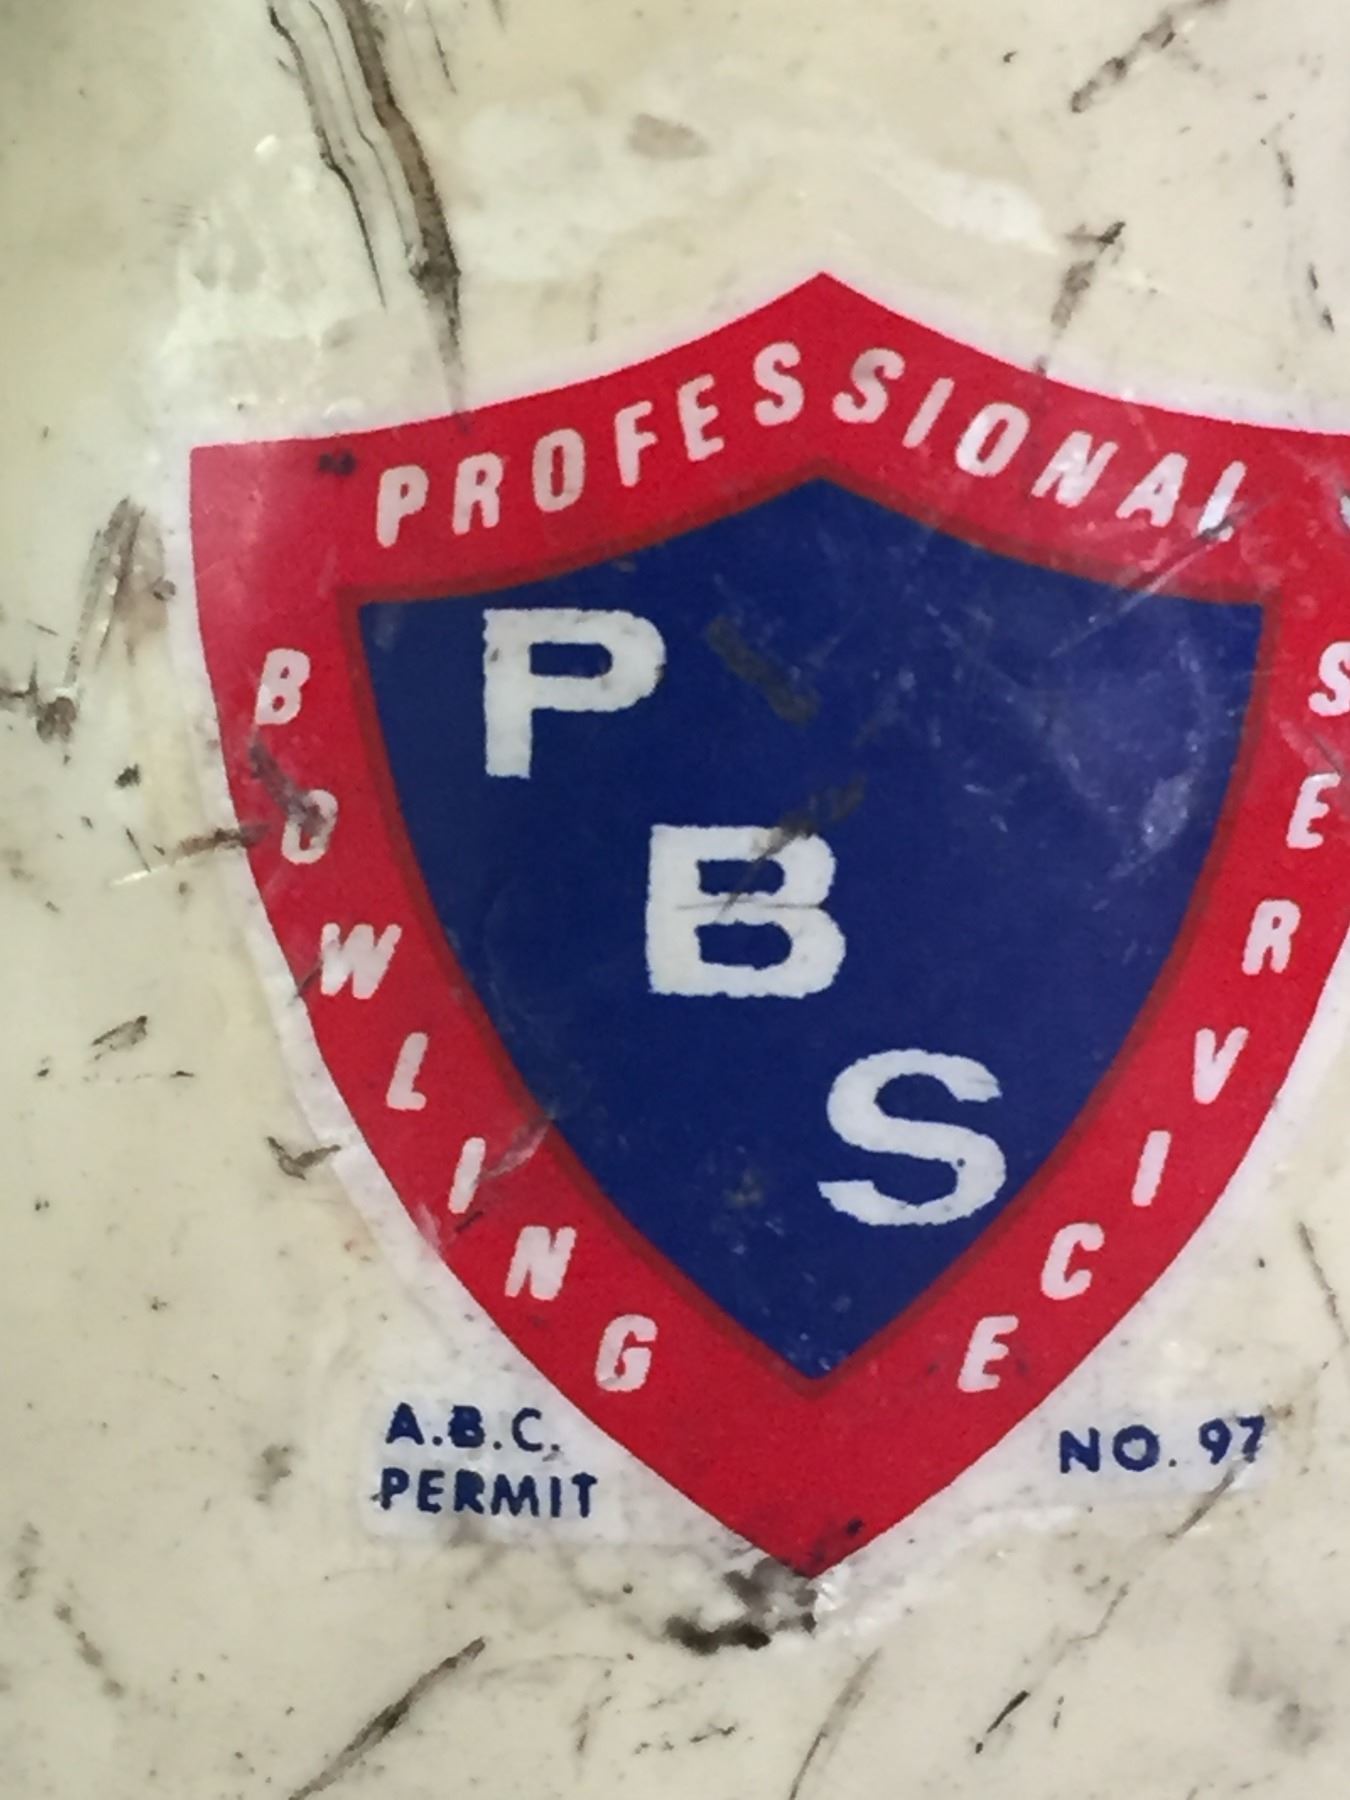 PROFESSIONAL
BOWLING
SERVICE
P
B
S
A.B.C.
PERMIT
NO. 97